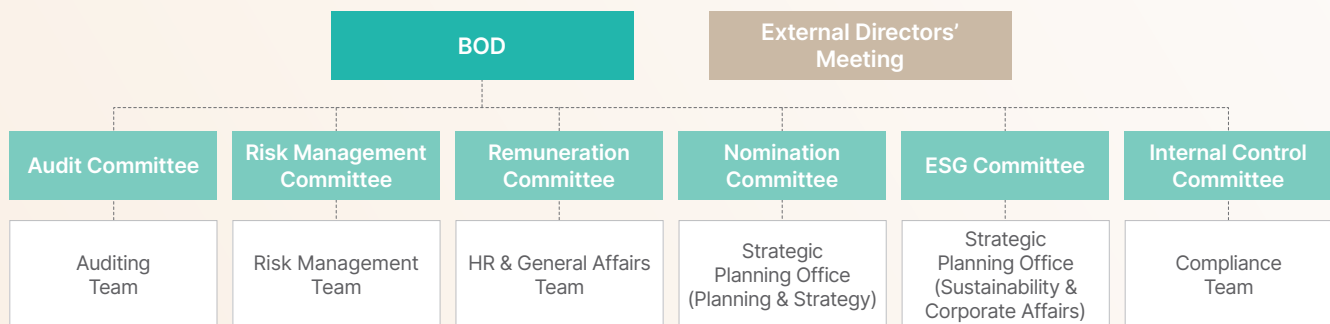 BOD
External Directors’
Meeting
Audit Committee
Risk Management
Committee
Remuneration
Committee
Nomination
Committee
ESG Committee
Internal Control
Committee
Auditing
Team
Risk Management
Team
HR & General Affairs
Team
Strategic
Planning Office
(Planning & Strategy)
Strategic
Planning Office
(Sustainability &
Corporate Affairs)
Compliance
Team